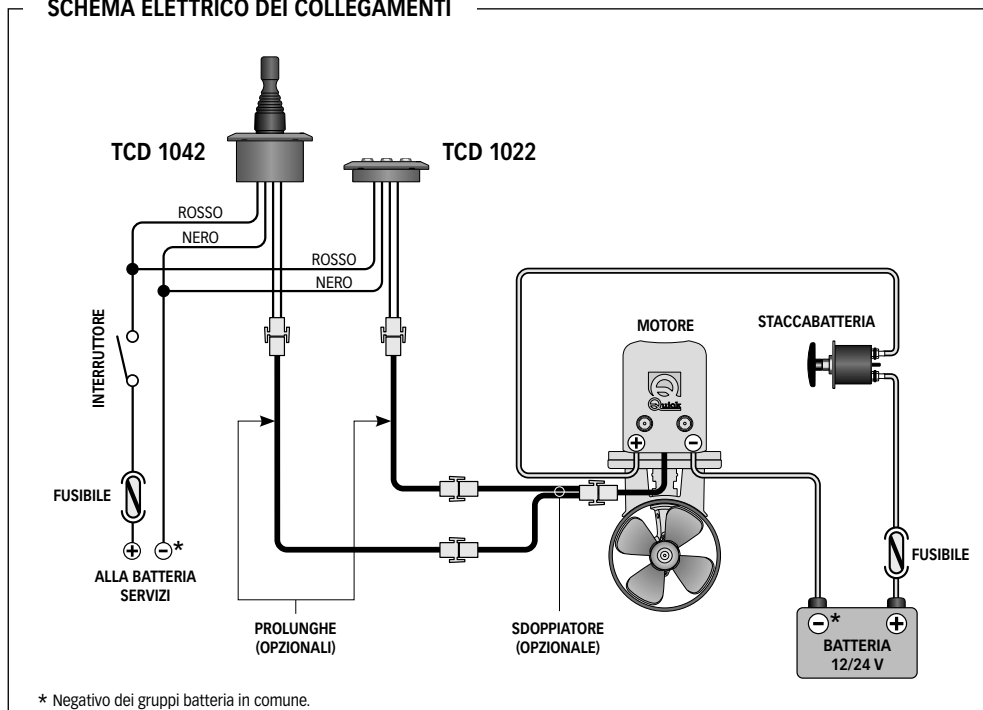 SCHEMA ELETTRICO DEI COLLEGAMENTI
TCD 1042
TCD 1022
ROSSO
NERO
ROSSO
NERO
INTERRUTTORE
MOTORE
STACCABATTERIA
Quick
+
-
FUSIBILE
+
- *
ALLA BATTERIA
SERVIZI
PROLUNGHE
(OPZIONALI)
SDOPPIATORE
(OPZIONALE)
FUSIBILE
- *
+
BATTERIA
12/24 V
* Negativo dei gruppi batteria in comune.